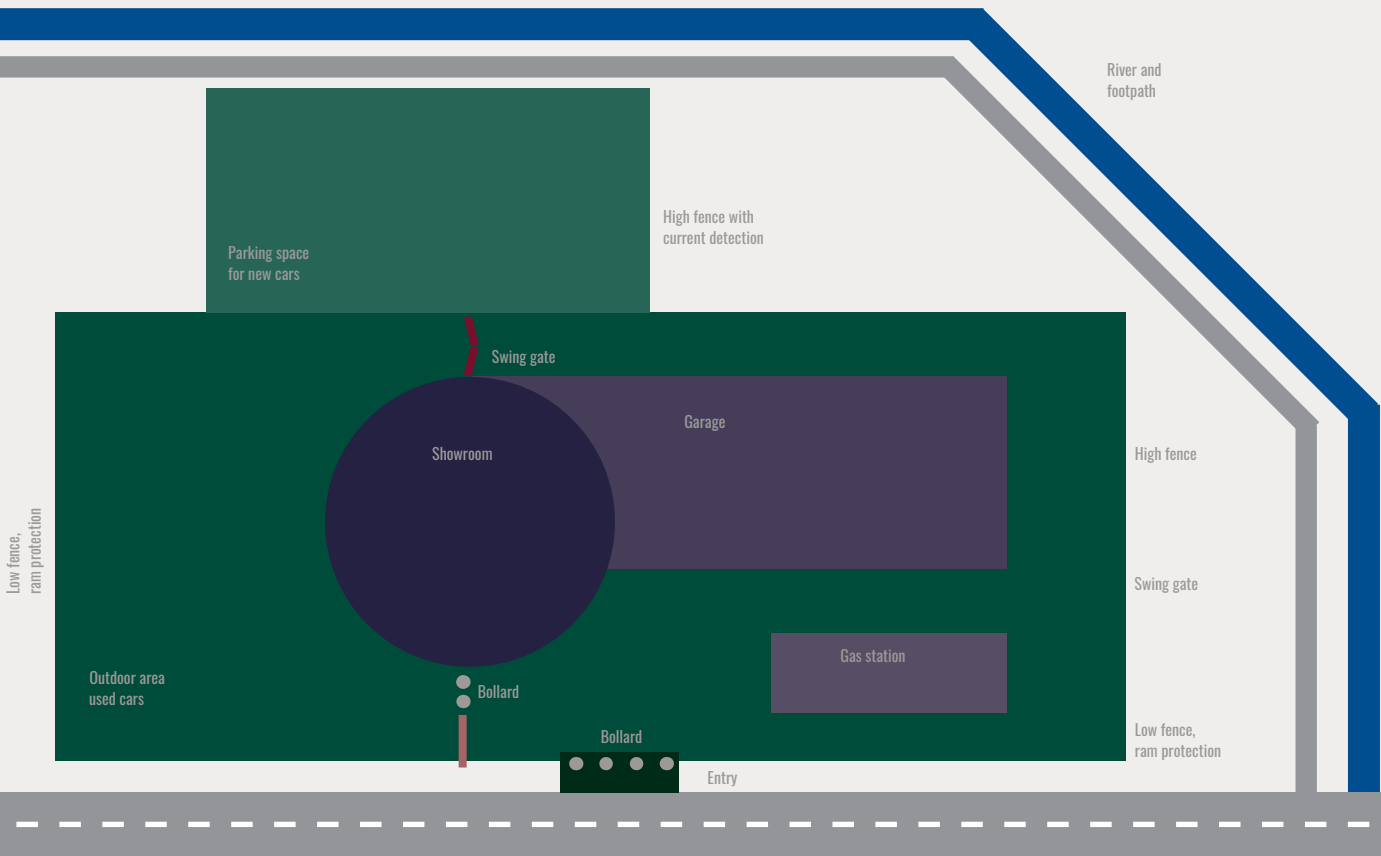 River and
footpath
High fence with
current detection
Parking space
for new cars
Swing gate
Garage
Showroom
High fence
Low fence,
ram protection
Swing gate
Gas station
Outdoor area
used cars
Bollard
Low fence,
ram protection
Bollard
Entry